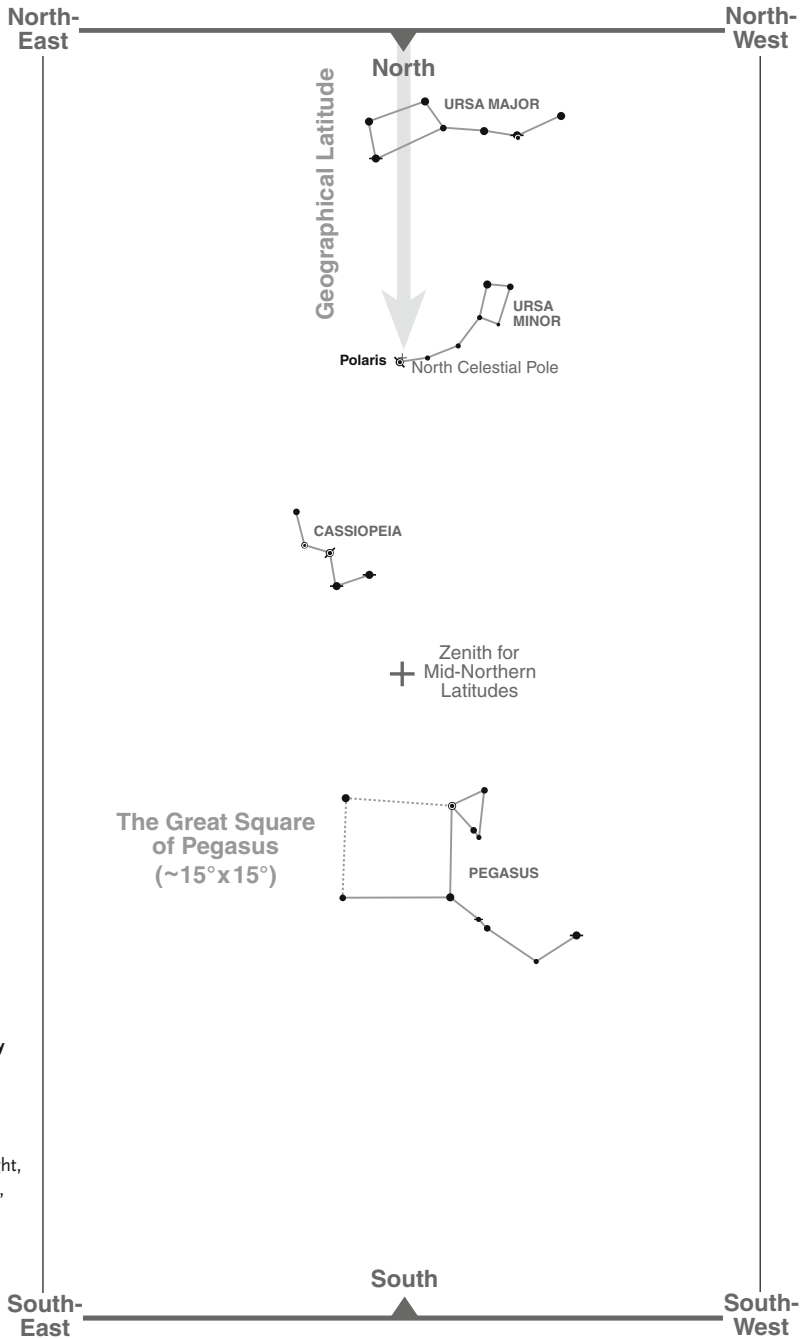 North-
East
North-
West
North
Geographical Latitude
URSA MAJOR
URSA
MINOR
Polaris
North Celestial Pole
CASSIOPEIA
Zenith for
Mid-Northern
Latitudes
The Great Square
of Pegasus
(~15°x15°)
PEGASUS
y
ht,
,
South
South-
East
South-
West